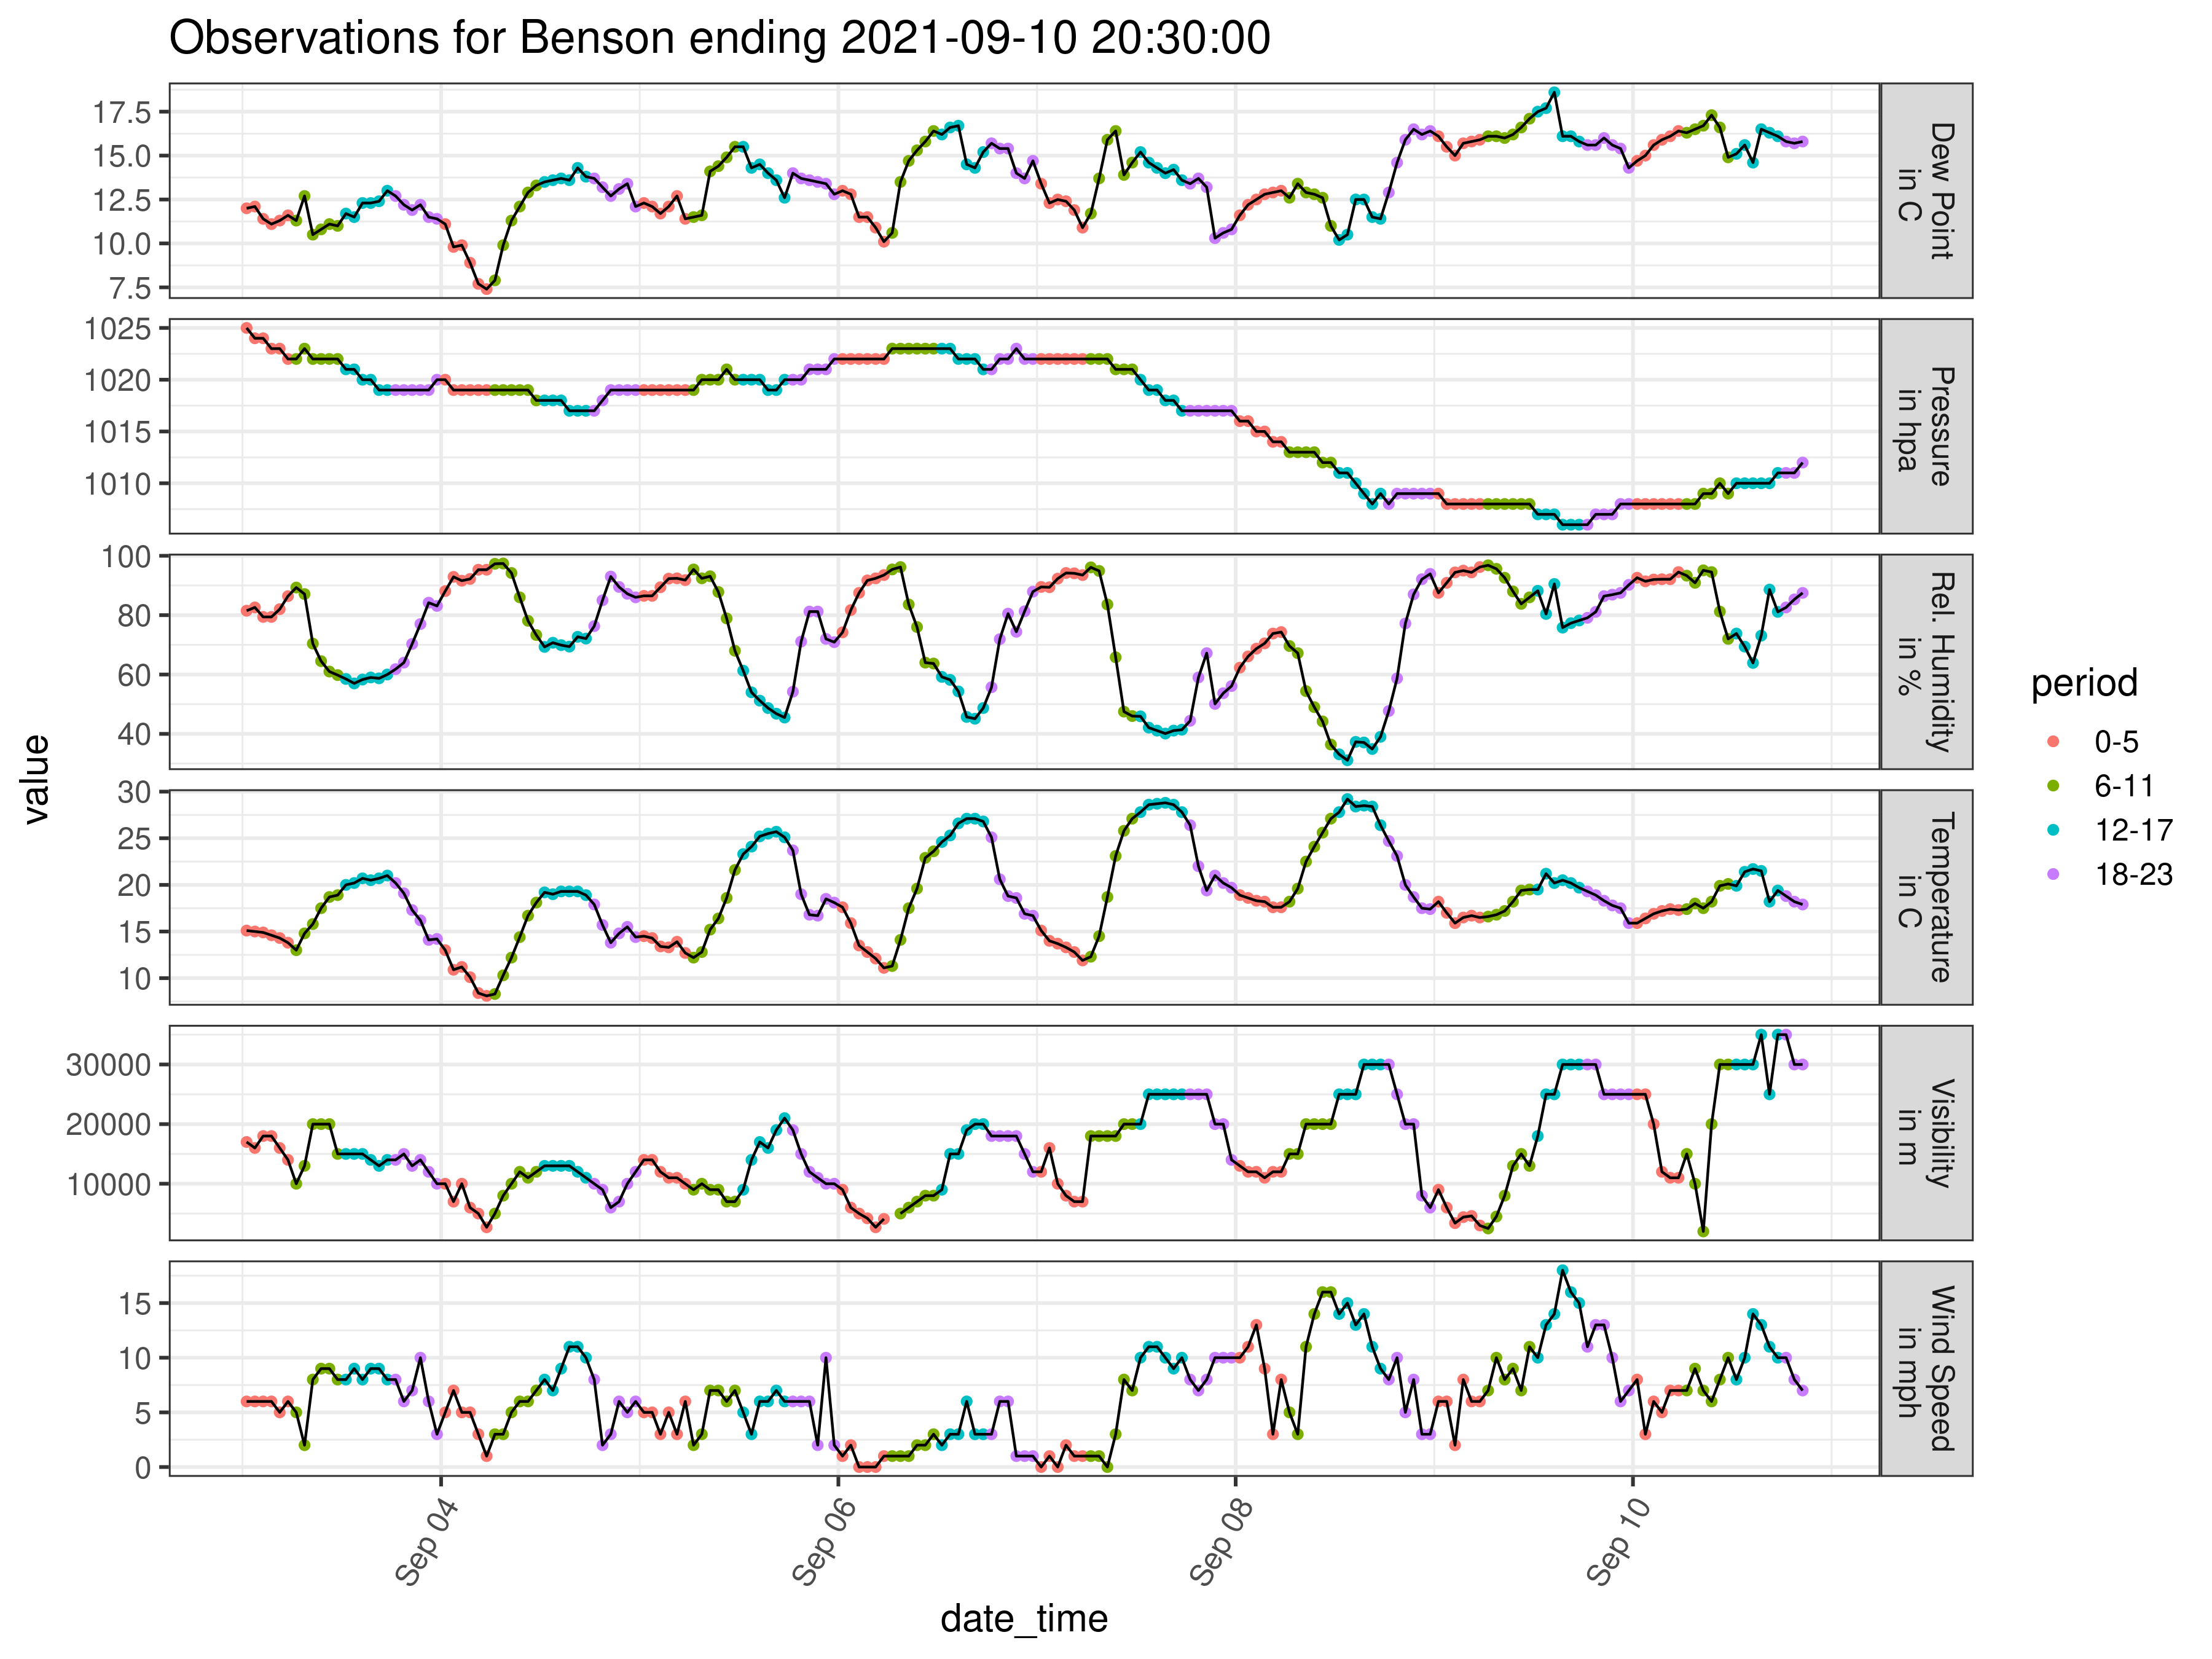 Observations for Benson ending 2021-09-10 20:30:00
17.5
15.0
12.5
10.0
7.5
Dew Point
in C
1025
1020
1015
1010
Pressure
in hpa
100
80
60
40
Rel. Humidity
in %
30
25
20
15
10
Temperature
in C
30000
20000
10000
Visibility
in m
15
10
5
0
Wind Speed
in mph
value
Sep 04
Sep 06
Sep 08
Sep 10
date_time
period
0-5
6-11
12-17
18-23